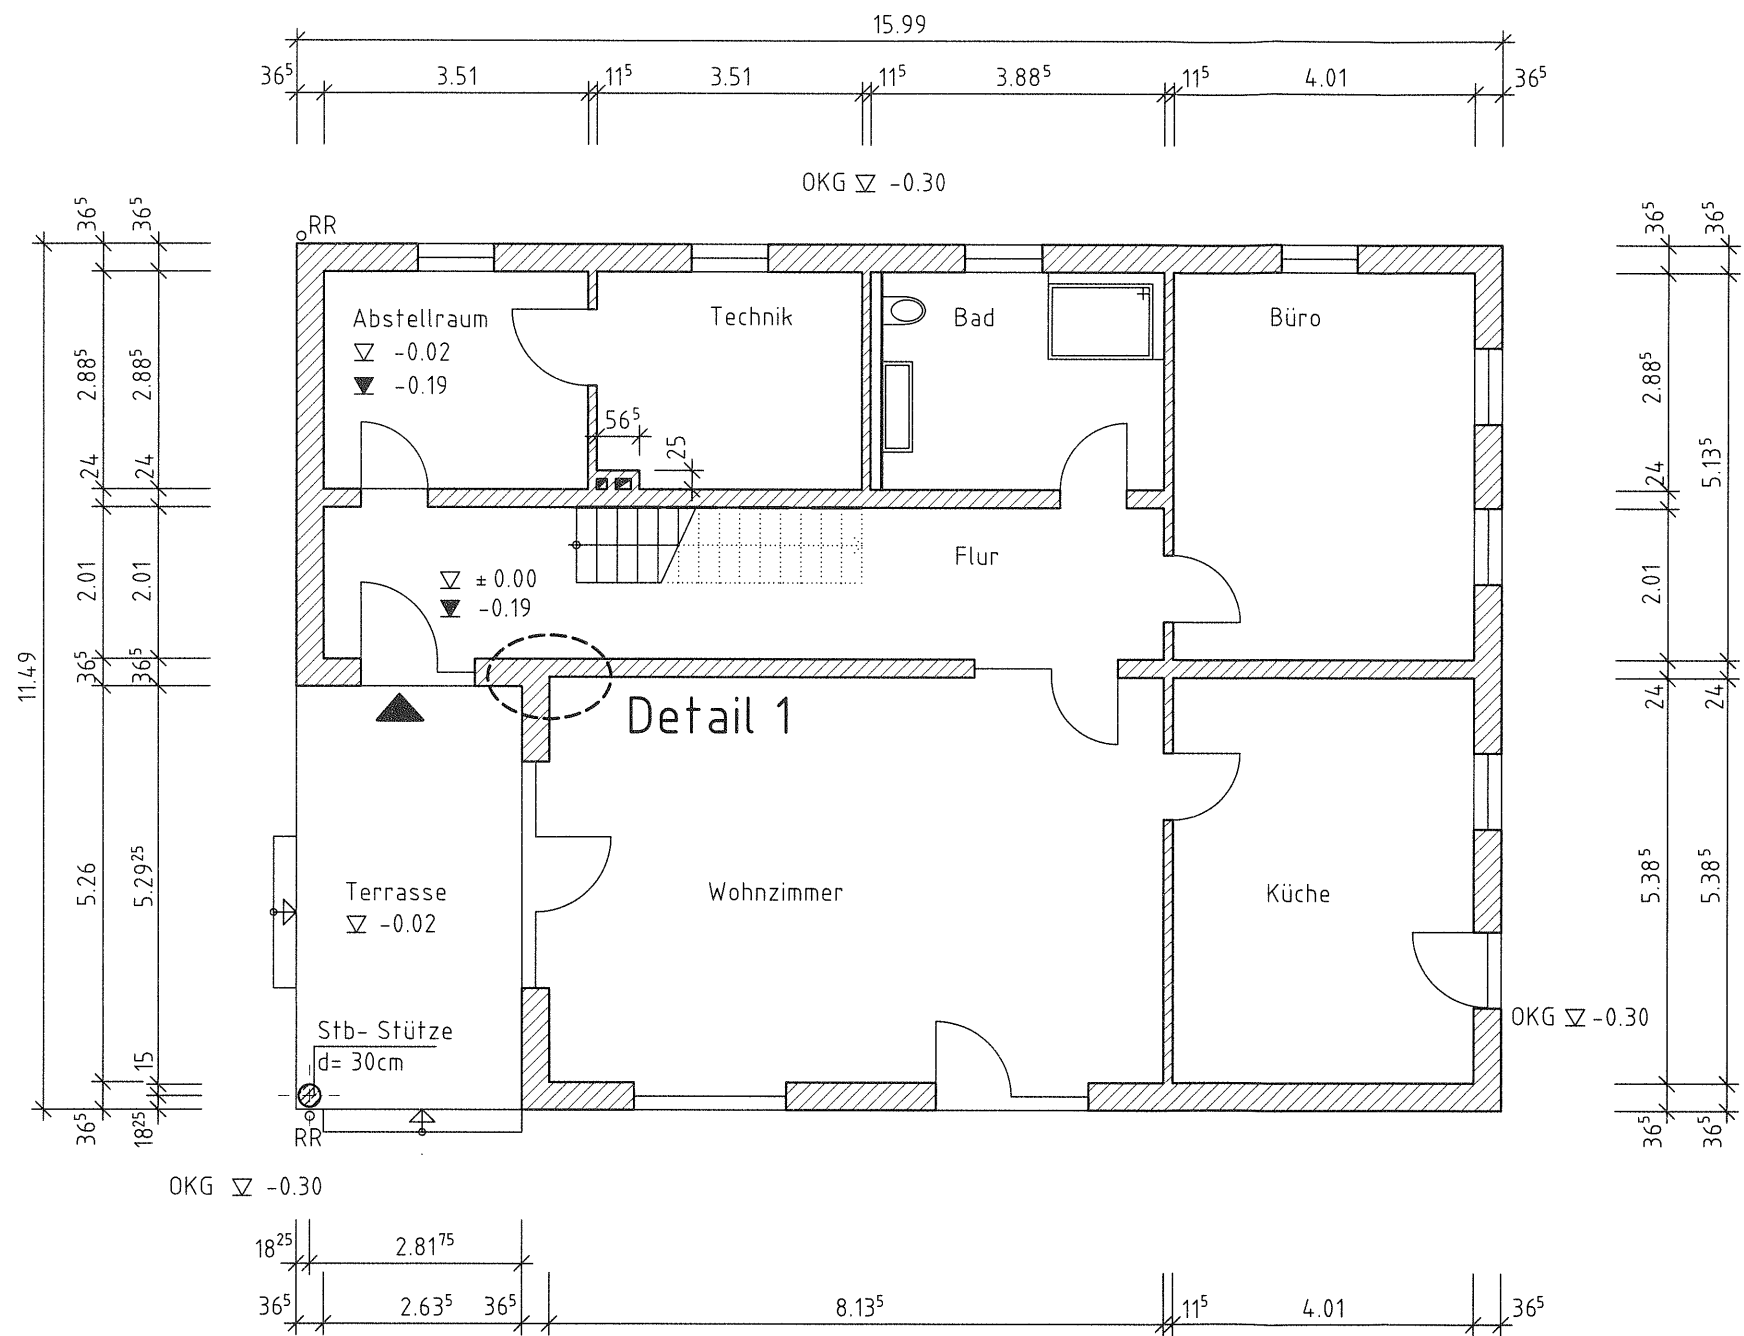 15.99
36⁵ 3.51 11⁵ 3.51 11⁵ 3.88⁵ 11⁵ 4.01 36⁵
OKG -0.30
RR
36⁵ 36⁵ 36⁵ 36⁵
Abstellraum Technik Bad Büro
-0.02
-0.19
2.88⁵ 2.88⁵ 2.88⁵ 5.13⁵
56⁵
25
24 24 24
Flur
± 0.00
-0.19
2.01 2.01 2.01
11.49
36⁵ 36⁵ 24 24
Detail 1
5.26 5.29²⁵ 5.38⁵ 5.38⁵
Terrasse Wohnzimmer Küche
-0.02
OKG -0.30
Stb- Stütze
d= 30cm
15
36⁵ 18²⁵ 36⁵ 36⁵
RR
OKG -0.30
18²⁵ 2.81⁷⁵
36⁵ 2.63⁵ 36⁵ 8.13⁵ 11⁵ 4.01 36⁵